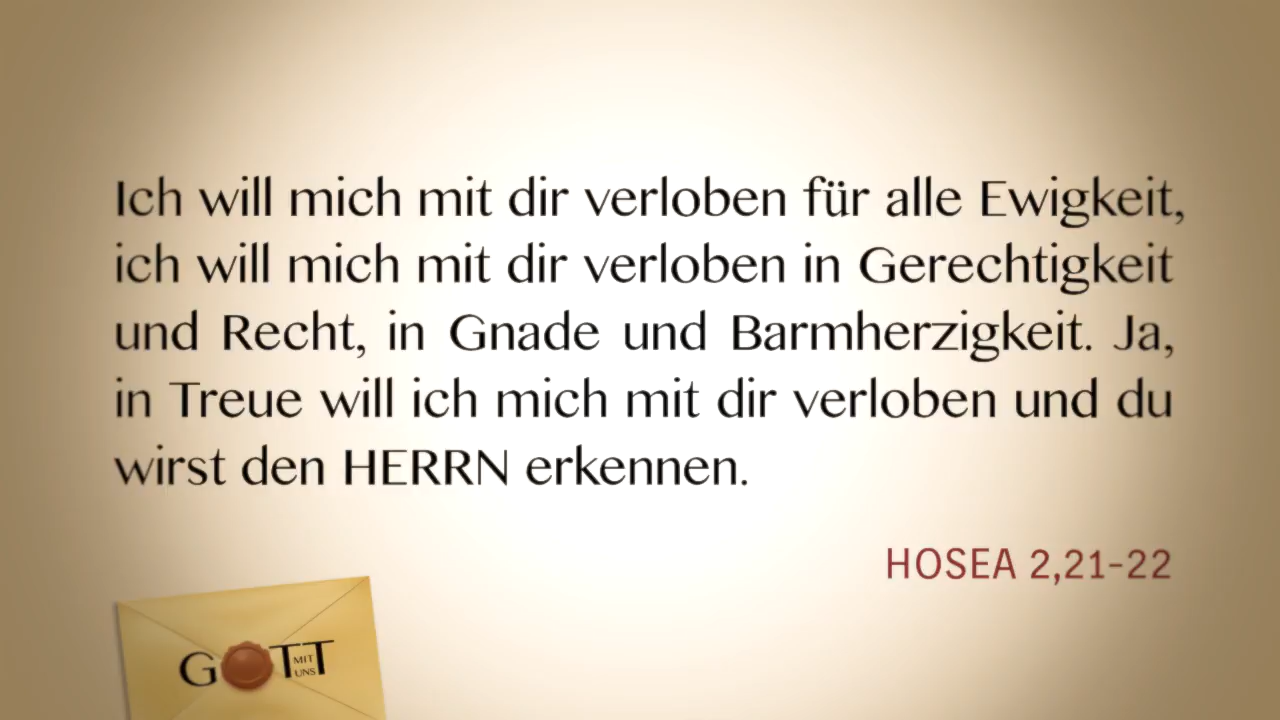 Ich will mich mit dir verloben für alle Ewigkeit,
ich will mich mit dir verloben in Gerechtigkeit
und Recht, in Gnade und Barmherzigkeit. Ja,
in Treue will ich mich mit dir verloben und du
wirst den HERRN erkennen.
HOSEA 2,21-22
GOTT
MIT
UNS